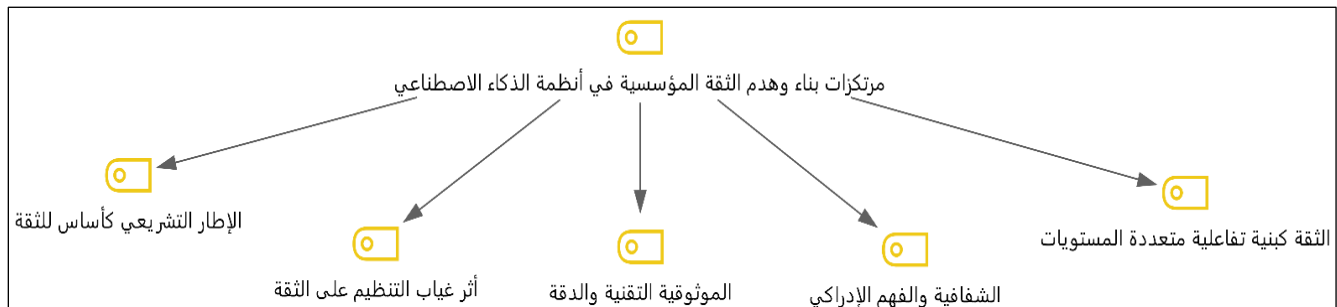 مرتكزات بناء وهدم الثقة المؤسسية في أنظمة الذكاء الاصطناعي
الثقة كبنية تفاعلية متعددة المستويات
الشفافية والفهم الإدراكي
الموثوقية التقنية والدقة
أثر غياب التنظيم على الثقة
الإطار التشريعي كأساس للثقة